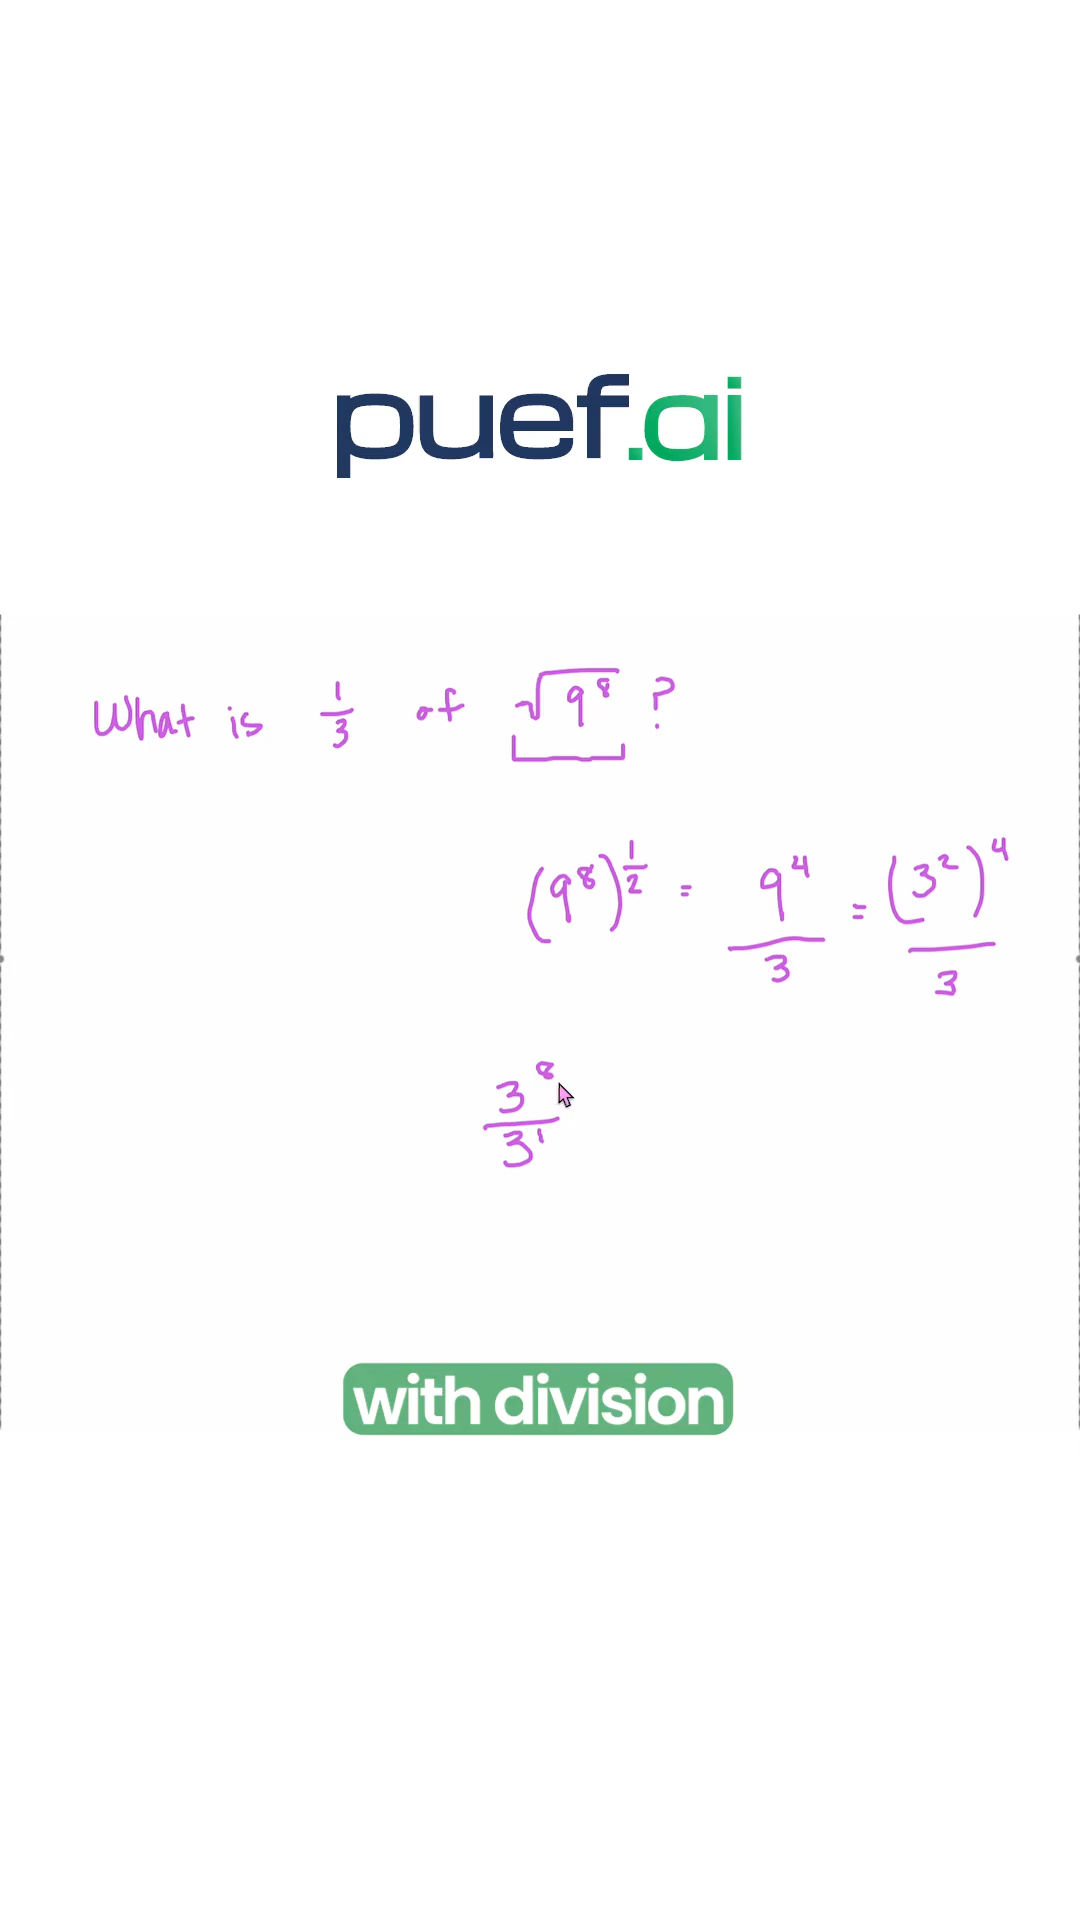 puef.ai
What is 1/3 of √9⁸ ?
(9⁸)^(1/2) = 9⁴/3 = (3²)⁴/3
3⁸/3¹
with division